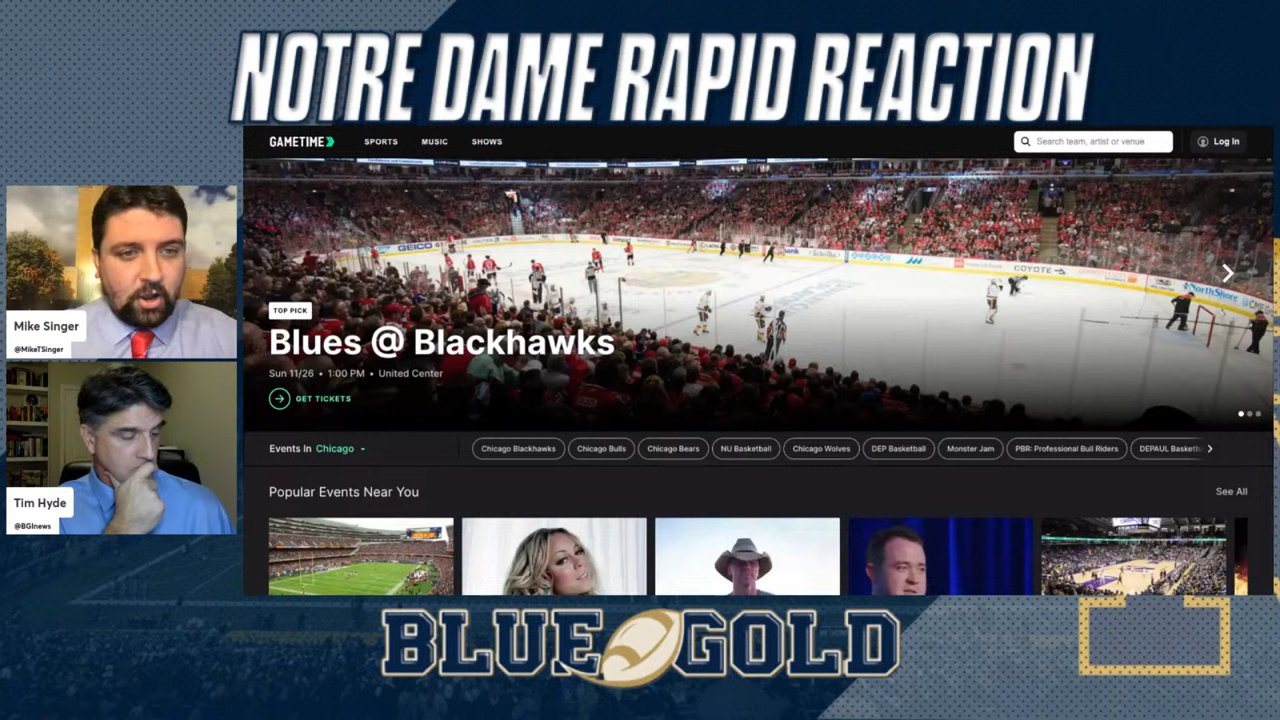 NOTRE DAME RAPID REACTION
GAMETIME
SPORTS
MUSIC
SHOWS
Search team, artist or venue
Log In
GEICO
COYOTE
NorthShore
TOP PICK
Blues @ Blackhawks
Sun 11/26 • 1:00 PM • United Center
GET TICKETS
Mike Singer
@MikeTSinger
Tim Hyde
@BGInews
Events In Chicago
Chicago Blackhawks
Chicago Bulls
Chicago Bears
NU Basketball
Chicago Wolves
DEP Basketball
Monster Jam
PBR: Professional Bull Riders
DEPAUL Basketb
Popular Events Near You
See All
BLUE GOLD